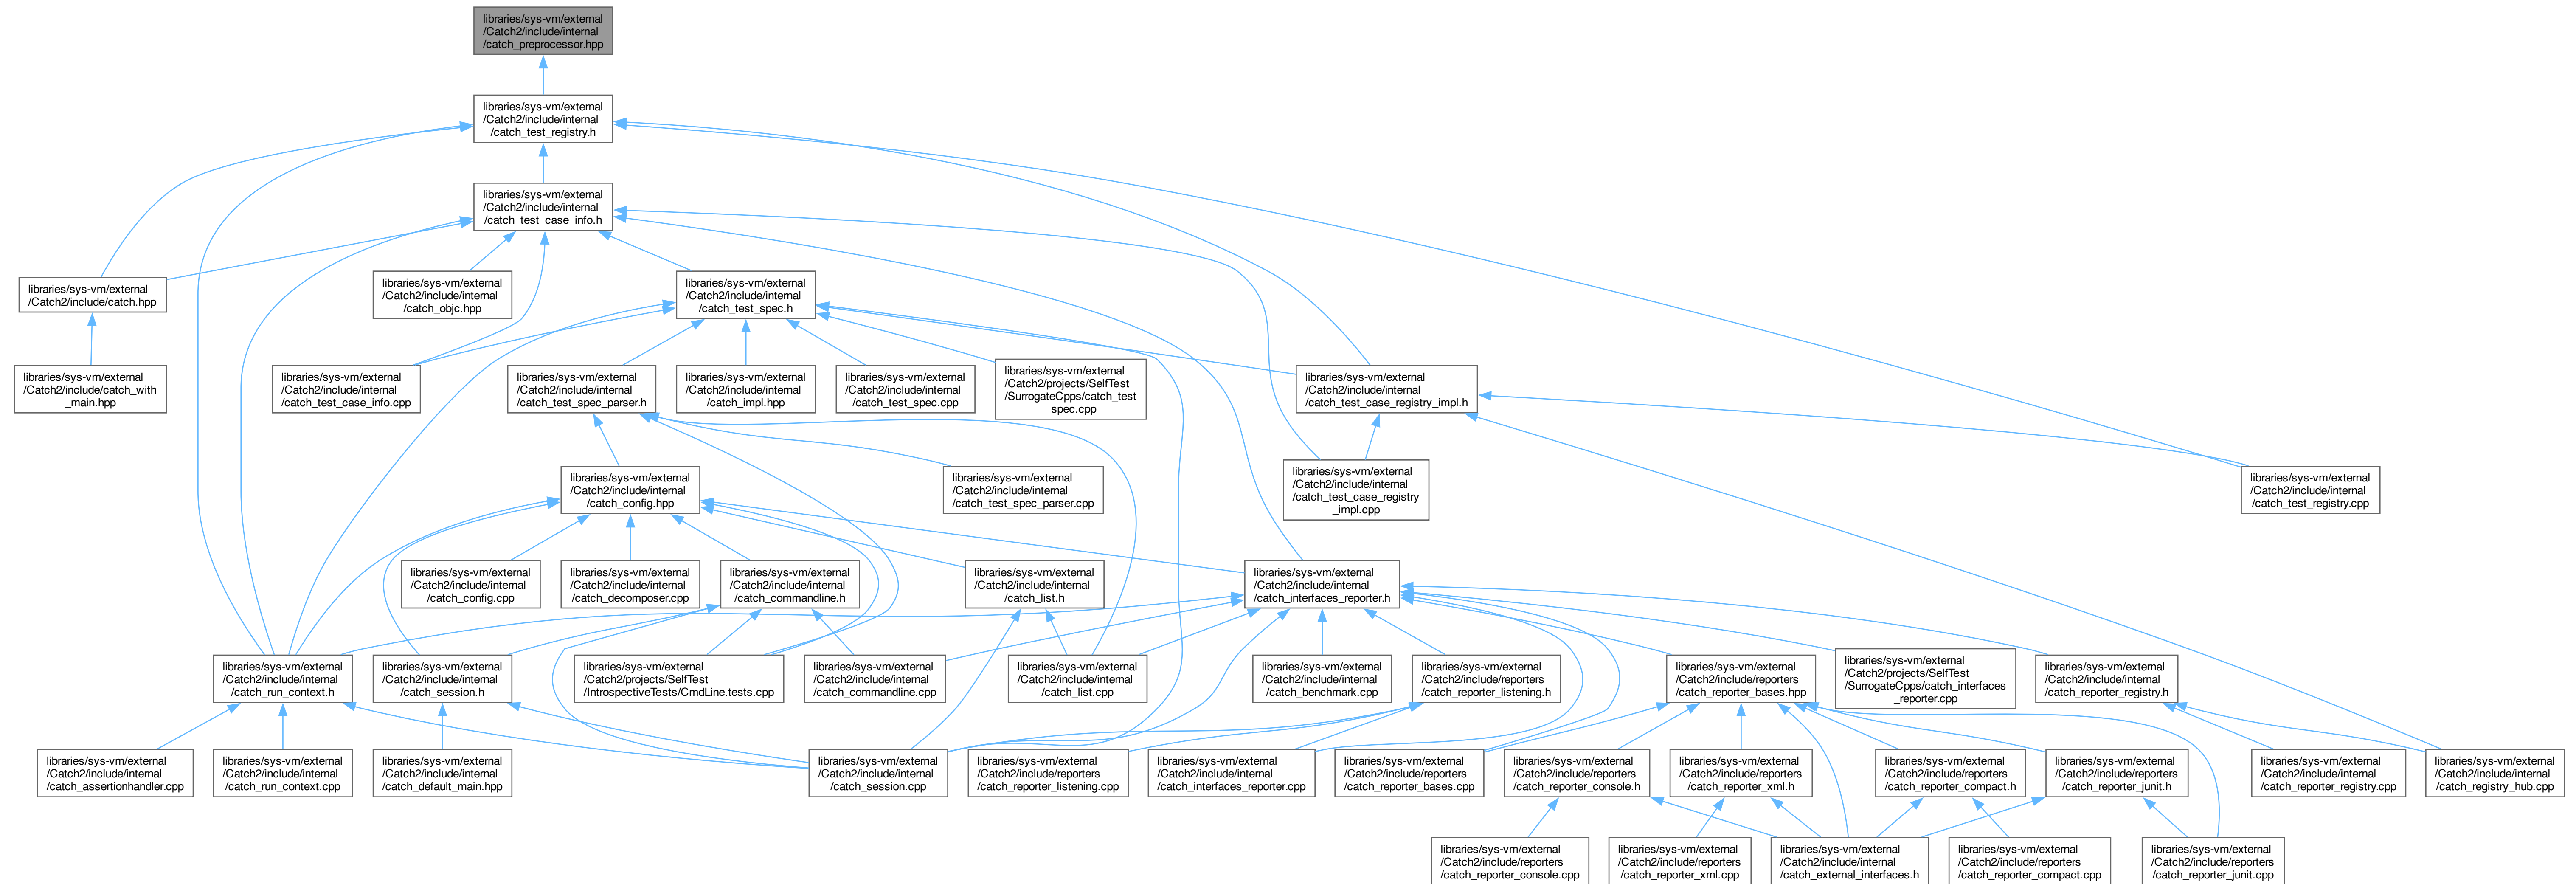 libraries/sys-vm/external
/Catch2/include/internal
/catch_preprocessor.hpp
libraries/sys-vm/external
/Catch2/include/internal
/catch_test_registry.h
libraries/sys-vm/external
/Catch2/include/internal
/catch_test_case_info.h
libraries/sys-vm/external
/Catch2/include/catch.hpp
libraries/sys-vm/external
/Catch2/include/internal
/catch_objc.hpp
libraries/sys-vm/external
/Catch2/include/internal
/catch_test_spec.h
libraries/sys-vm/external
/Catch2/include/catch_with
_main.hpp
libraries/sys-vm/external
/Catch2/include/internal
/catch_test_case_info.cpp
libraries/sys-vm/external
/Catch2/include/internal
/catch_test_spec_parser.h
libraries/sys-vm/external
/Catch2/include/internal
/catch_impl.hpp
libraries/sys-vm/external
/Catch2/include/internal
/catch_test_spec.cpp
libraries/sys-vm/external
/Catch2/projects/SelfTest
/SurrogateCpps/catch_test
_spec.cpp
libraries/sys-vm/external
/Catch2/include/internal
/catch_test_case_registry_impl.h
libraries/sys-vm/external
/Catch2/include/internal
/catch_config.hpp
libraries/sys-vm/external
/Catch2/include/internal
/catch_test_spec_parser.cpp
libraries/sys-vm/external
/Catch2/include/internal
/catch_test_case_registry
_impl.cpp
libraries/sys-vm/external
/Catch2/include/internal
/catch_test_registry.cpp
libraries/sys-vm/external
/Catch2/include/internal
/catch_config.cpp
libraries/sys-vm/external
/Catch2/include/internal
/catch_decomposer.cpp
libraries/sys-vm/external
/Catch2/include/internal
/catch_commandline.h
libraries/sys-vm/external
/Catch2/include/internal
/catch_list.h
libraries/sys-vm/external
/Catch2/include/internal
/catch_interfaces_reporter.h
libraries/sys-vm/external
/Catch2/include/internal
/catch_run_context.h
libraries/sys-vm/external
/Catch2/include/internal
/catch_session.h
libraries/sys-vm/external
/Catch2/projects/SelfTest
/IntrospectiveTests/CmdLine.tests.cpp
libraries/sys-vm/external
/Catch2/include/internal
/catch_commandline.cpp
libraries/sys-vm/external
/Catch2/include/internal
/catch_list.cpp
libraries/sys-vm/external
/Catch2/include/internal
/catch_benchmark.cpp
libraries/sys-vm/external
/Catch2/include/reporters
/catch_reporter_listening.h
libraries/sys-vm/external
/Catch2/include/reporters
/catch_reporter_bases.hpp
libraries/sys-vm/external
/Catch2/projects/SelfTest
/SurrogateCpps/catch_interfaces
_reporter.cpp
libraries/sys-vm/external
/Catch2/include/internal
/catch_reporter_registry.h
libraries/sys-vm/external
/Catch2/include/internal
/catch_assertionhandler.cpp
libraries/sys-vm/external
/Catch2/include/internal
/catch_run_context.cpp
libraries/sys-vm/external
/Catch2/include/internal
/catch_default_main.hpp
libraries/sys-vm/external
/Catch2/include/internal
/catch_session.cpp
libraries/sys-vm/external
/Catch2/include/reporters
/catch_reporter_listening.cpp
libraries/sys-vm/external
/Catch2/include/internal
/catch_interfaces_reporter.cpp
libraries/sys-vm/external
/Catch2/include/reporters
/catch_reporter_bases.cpp
libraries/sys-vm/external
/Catch2/include/reporters
/catch_reporter_console.h
libraries/sys-vm/external
/Catch2/include/reporters
/catch_reporter_xml.h
libraries/sys-vm/external
/Catch2/include/reporters
/catch_reporter_compact.h
libraries/sys-vm/external
/Catch2/include/reporters
/catch_reporter_junit.h
libraries/sys-vm/external
/Catch2/include/internal
/catch_reporter_registry.cpp
libraries/sys-vm/external
/Catch2/include/internal
/catch_registry_hub.cpp
libraries/sys-vm/external
/Catch2/include/reporters
/catch_reporter_console.cpp
libraries/sys-vm/external
/Catch2/include/reporters
/catch_reporter_xml.cpp
libraries/sys-vm/external
/Catch2/include/internal
/catch_external_interfaces.h
libraries/sys-vm/external
/Catch2/include/reporters
/catch_reporter_compact.cpp
libraries/sys-vm/external
/Catch2/include/reporters
/catch_reporter_junit.cpp